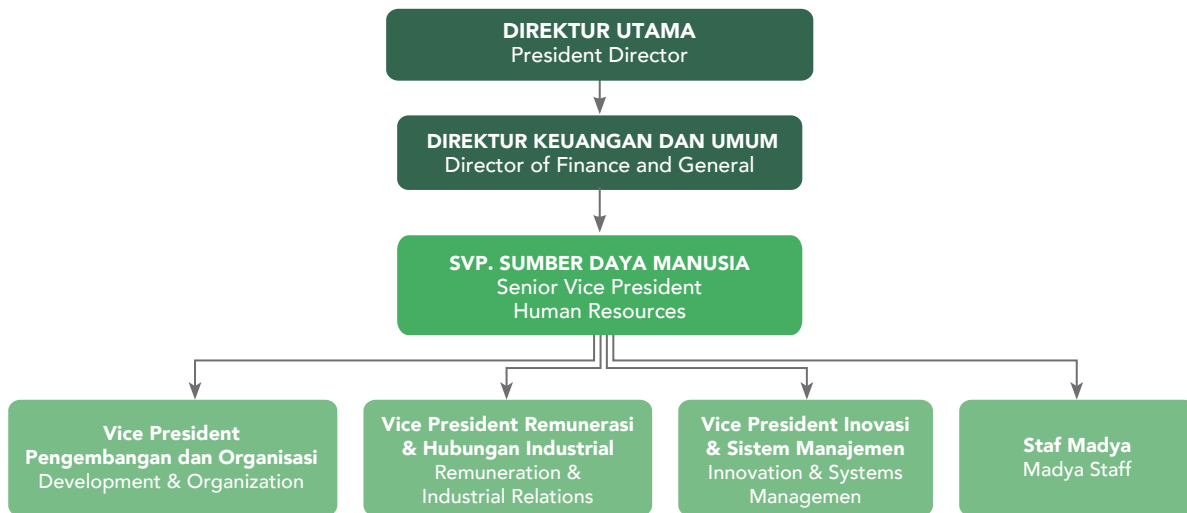 DIREKTUR UTAMA
President Director
DIREKTUR KEUANGAN DAN UMUM
Director of Finance and General
SVP. SUMBER DAYA MANUSIA
Senior Vice President
Human Resources
Vice President
Pengembangan dan Organisasi
Development & Organization
Vice President Remunerasi
& Hubungan Industrial
Remuneration &
Industrial Relations
Vice President Inovasi
& Sistem Manajemen
Innovation & Systems
Managemen
Staf Madya
Madya Staff